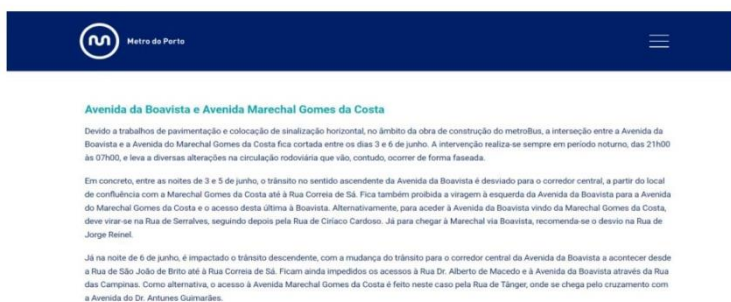 Metro do Porto
Avenida da Boavista e Avenida Marechal Gomes da Costa
Devido a trabalhos de pavimentação e colocação de sinalização horizontal, no âmbito da obra de construção do metroBus, a interseção entre a Avenida da
Boavista e a Avenida do Marechal Gomes da Costa fica cortada entre os dias 3 e 6 de junho. A intervenção realiza-se sempre em período noturno, das 21h00
às 07h00, e leva a diversas alterações na circulação rodoviária que vão, contudo, ocorrer de forma faseada.
Em concreto, entre as noites de 3 e 5 de junho, o trânsito no sentido ascendente da Avenida da Boavista é desviado para o corredor central, a partir do local
de confluência com a Marechal Gomes da Costa até à Rua Correia de Sá. Fica também proibida a viragem à esquerda da Avenida da Boavista para a Avenida
do Marechal Gomes da Costa e o acesso desta última à Boavista. Alternativamente, para aceder à Avenida da Boavista vindo da Marechal Gomes da Costa,
deve virar-se na Rua de Serralves, seguindo depois pela Rua de Ciríaco Cardoso. Já para chegar à Marechal via Boavista, recomenda-se o desvio na Rua de
Jorge Reinel.
Já na noite de 6 de junho, é impactado o trânsito descendente, com a mudança do trânsito para o corredor central da Avenida da Boavista a acontecer desde
a Rua de São João de Brito até à Rua Correia de Sá. Ficam ainda impedidos os acessos à Rua Dr. Alberto de Macedo e à Avenida da Boavista através da Rua
das Campinas. Como alternativa, o acesso à Avenida Marechal Gomes da Costa é feito neste caso pela Rua de Tânger, onde se chega pelo cruzamento com
a Avenida do Dr. Antunes Guimarães.